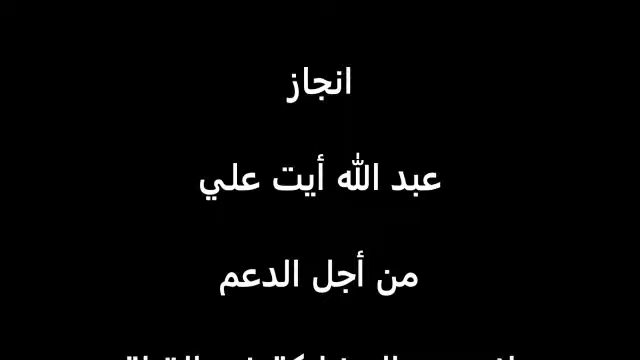 انجاز
عبد الله أيت علي
من أجل الدعم